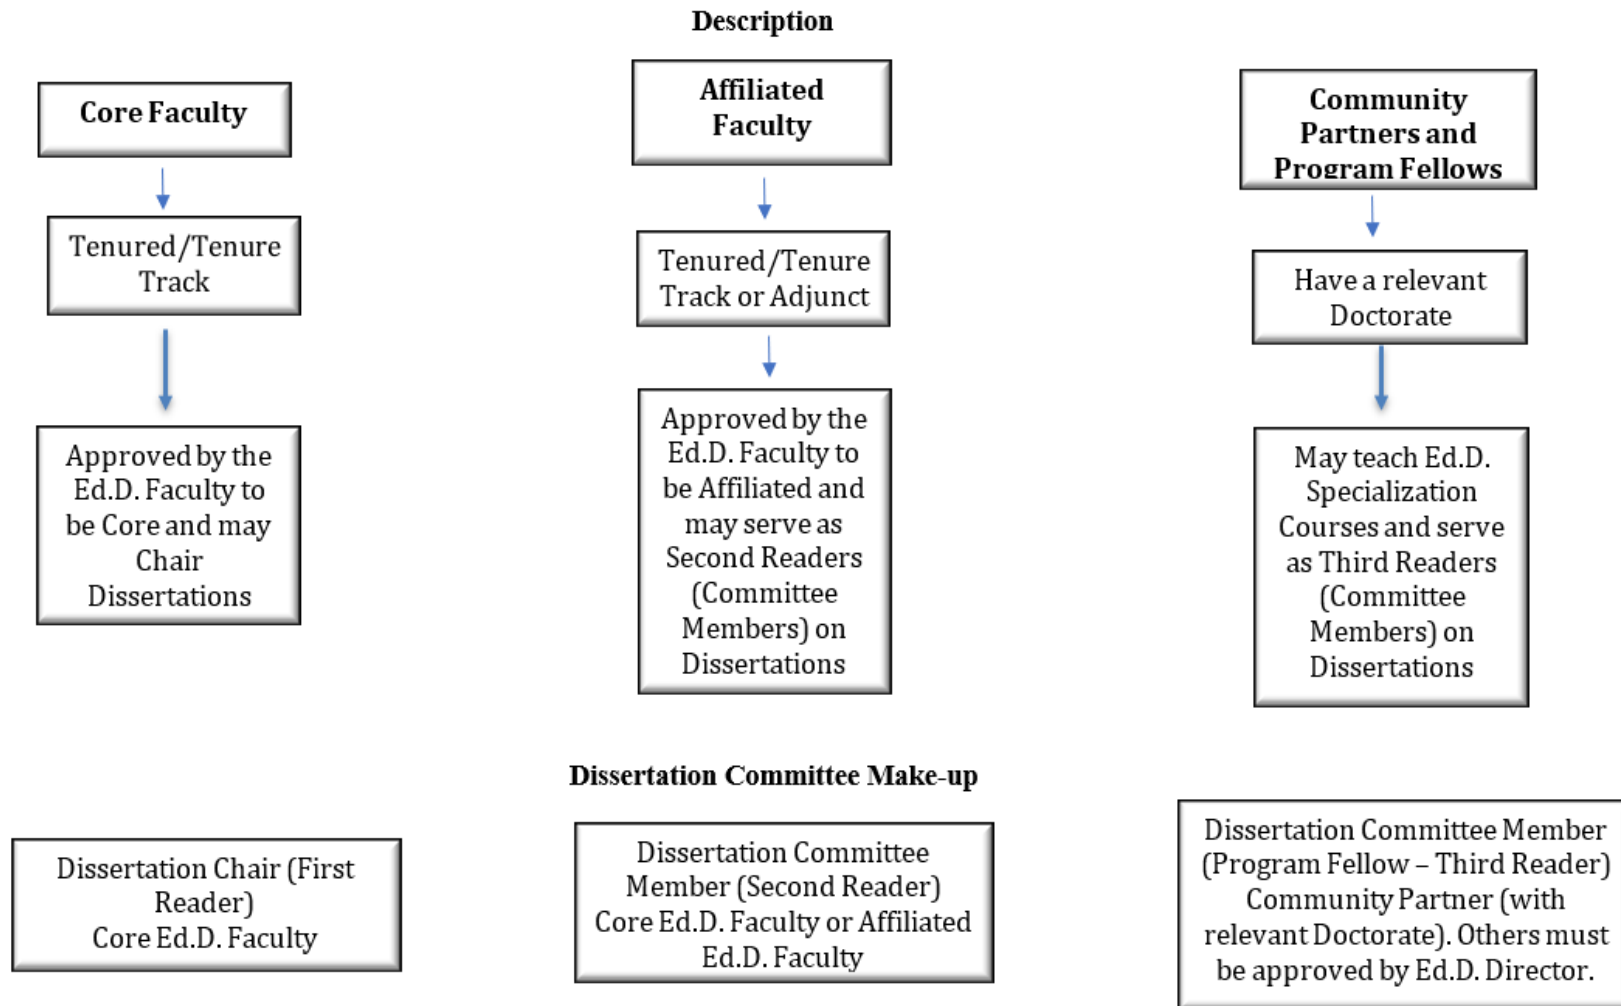 Description
Core Faculty
Tenured/Tenure
Track
Approved by the
Ed.D. Faculty to
be Core and may
Chair
Dissertations
Affiliated
Faculty
Tenured/Tenure
Track or Adjunct
Approved by the
Ed.D. Faculty to
be Affiliated and
may serve as
Second Readers
(Committee
Members) on
Dissertations
Community
Partners and
Program Fellows
Have a relevant
Doctorate
May teach Ed.D.
Specialization
Courses and serve
as Third Readers
(Committee
Members) on
Dissertations
Dissertation Committee Make-up
Dissertation Chair (First
Reader)
Core Ed.D. Faculty
Dissertation Committee
Member (Second Reader)
Core Ed.D. Faculty or Affiliated
Ed.D. Faculty
Dissertation Committee Member
(Program Fellow – Third Reader)
Community Partner (with
relevant Doctorate). Others must
be approved by Ed.D. Director.